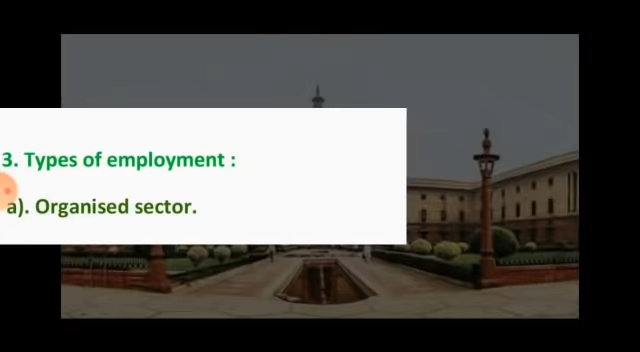 3. Types of employment :
a). Organised sector.